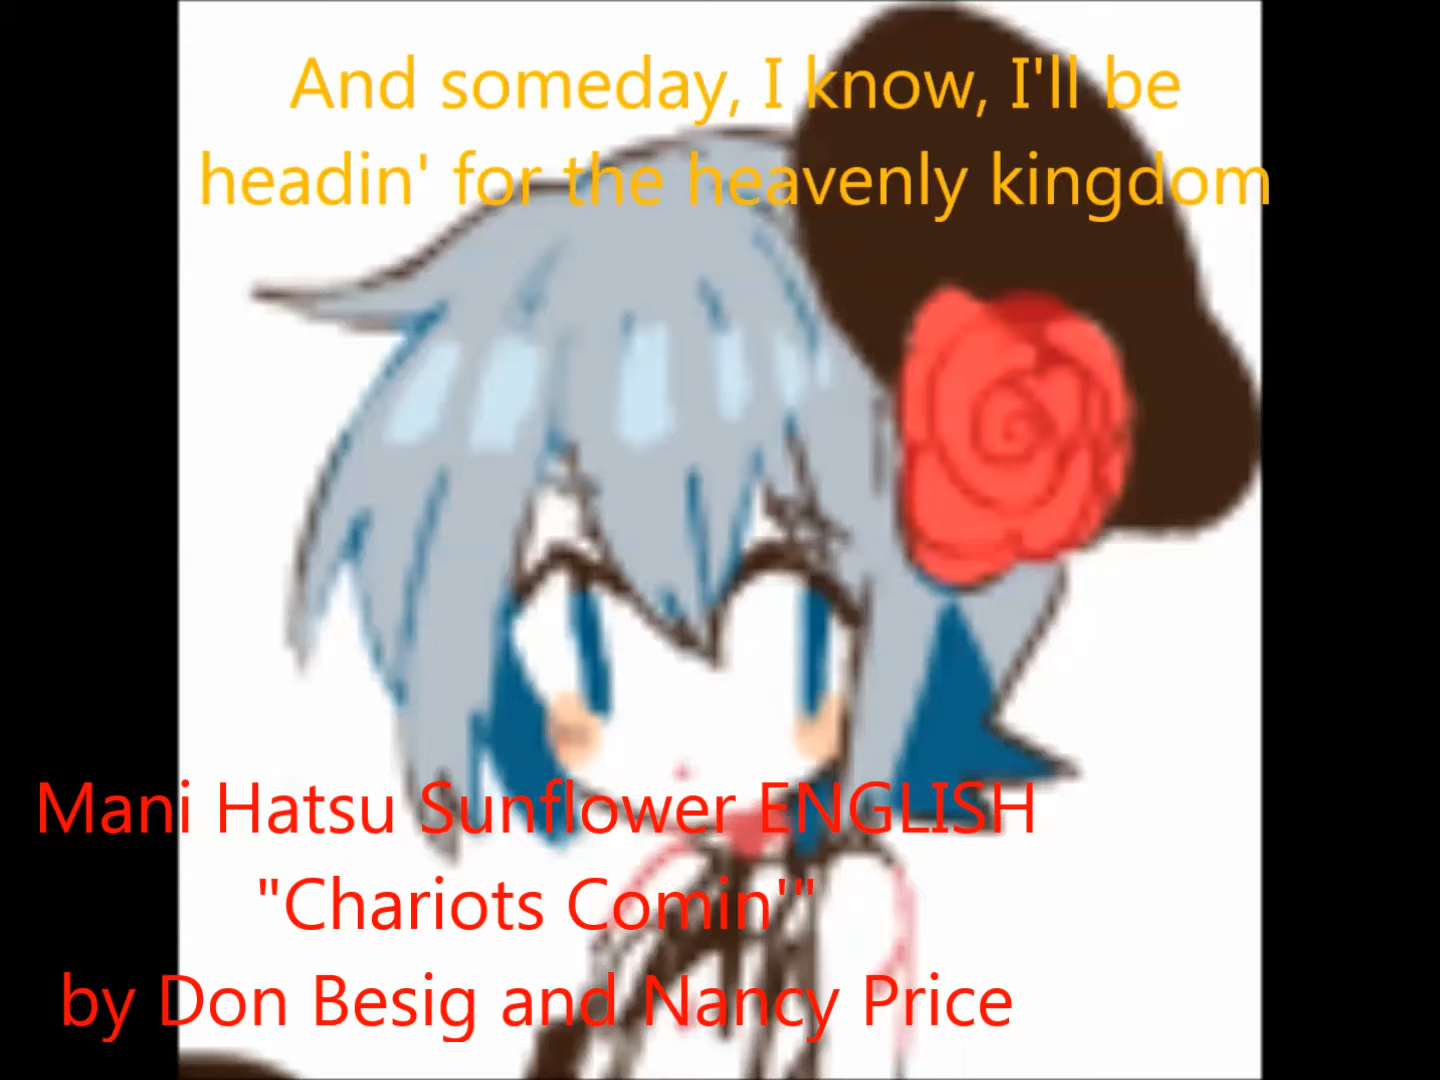 And someday, I know, I'll be
headin' for the heavenly kingdom
Mani Hatsu Sunflower ENGLISH
"Chariots Comin'"
by Don Besig and Nancy Price